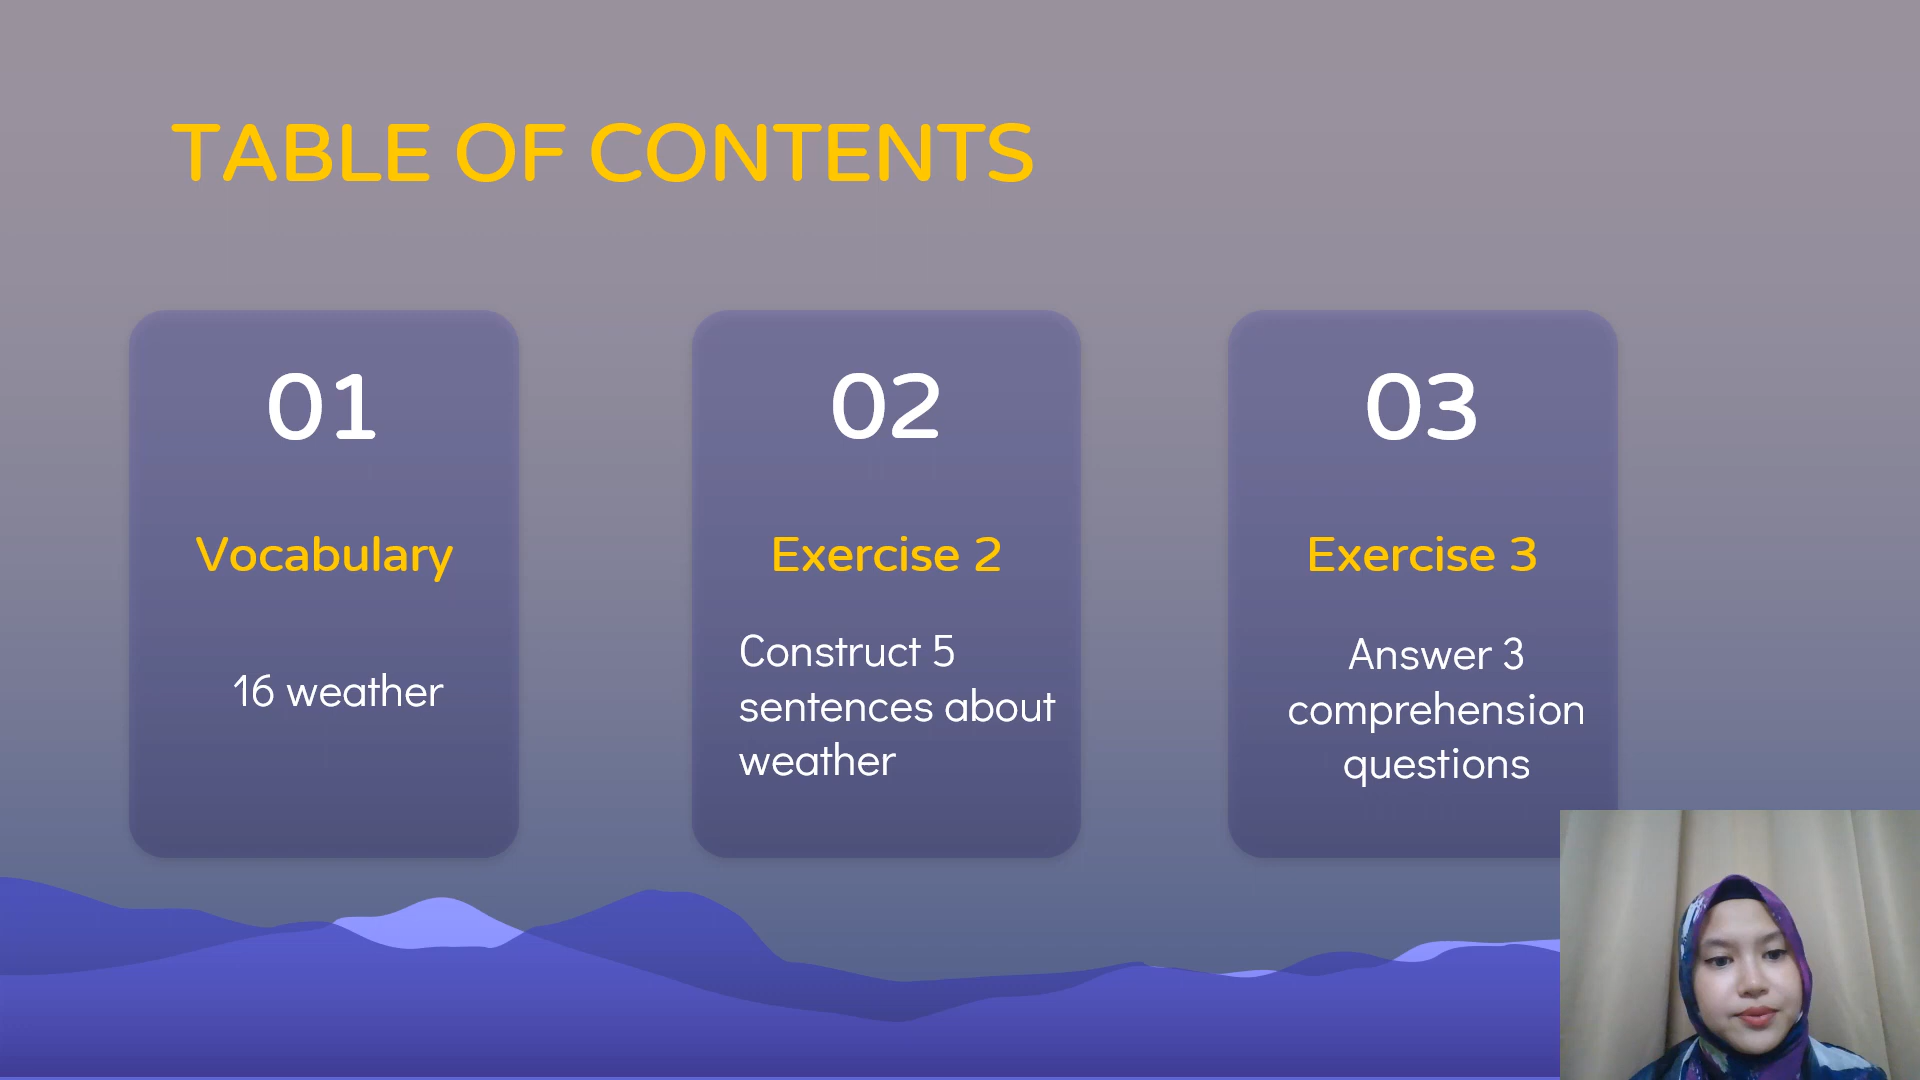 TABLE OF CONTENTS
01
Vocabulary
16 weather
02
Exercise 2
Construct 5
sentences about
weather
03
Exercise 3
Answer 3
comprehension
questions